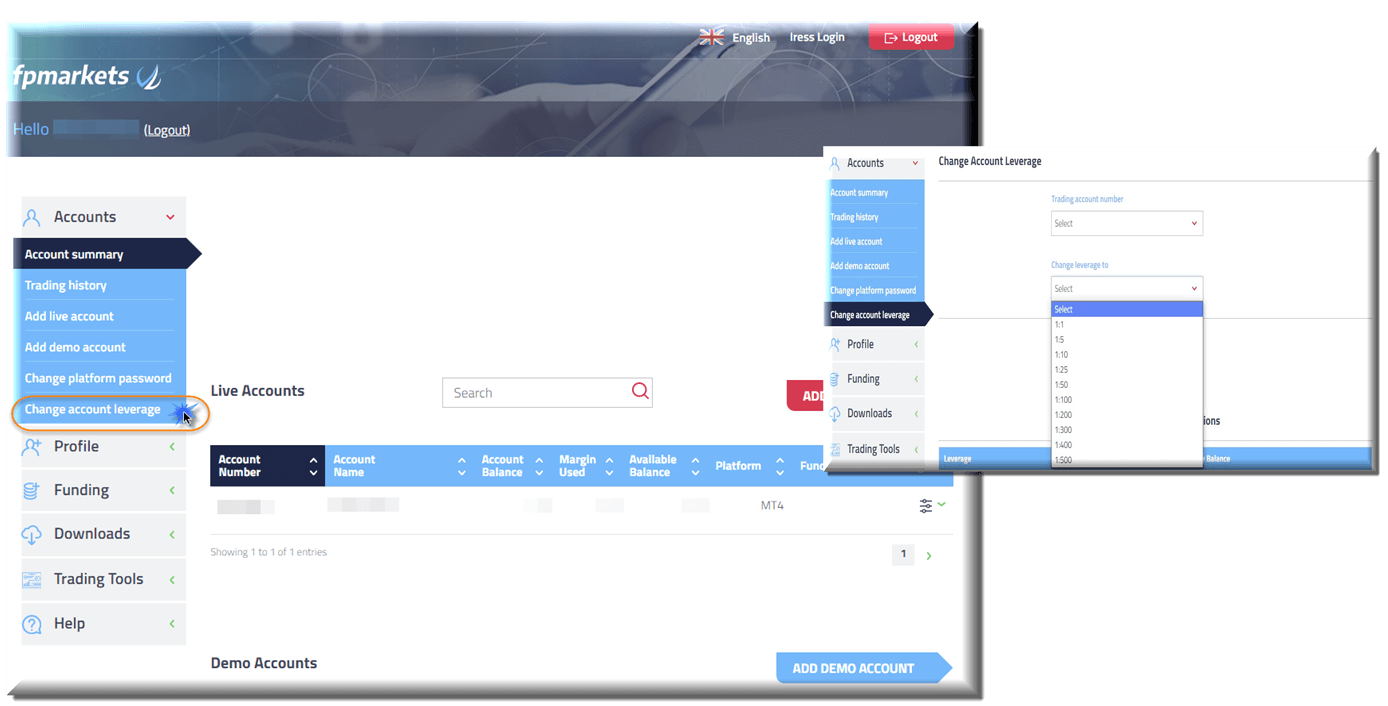 English
Iress Login
Logout
fpmarkets
Hello
(Logout)
Accounts
Account summary
Trading history
Add live account
Add demo account
Change platform password
Change account leverage
Profile
Funding
Downloads
Trading Tools
Help
Live Accounts
Search
ADD
Account Number
Account Name
Account Balance
Margin Used
Available Balance
Platform
Fund
MT4
Showing 1 to 1 of 1 entries
1
Demo Accounts
ADD DEMO ACCOUNT
Accounts
Account summary
Trading history
Add live account
Add demo account
Change platform password
Change account leverage
Profile
Funding
Downloads
Trading Tools
Change Account Leverage
Trading account number
Select
Change leverage to
Select
Select
1:1
1:5
1:10
1:25
1:50
1:100
1:200
1:300
1:400
1:500
ions
Leverage
Balance